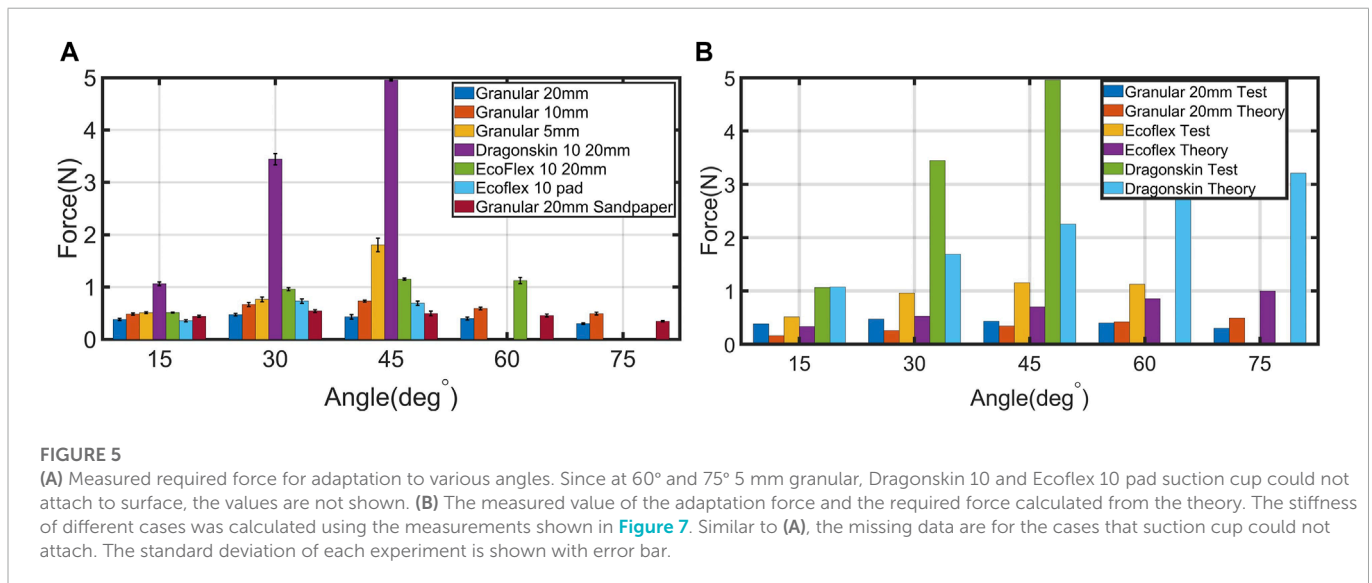 A
B
5
4
3
2
1
0
Force(N)
Granular 20mm
Granular 10mm
Granular 5mm
Dragonskin 10 20mm
EcoFlex 10 20mm
Ecoflex 10 pad
Granular 20mm Sandpaper
15 30 45 60 75
Angle(deg°)
5
4
3
2
1
0
Force(N)
Granular 20mm Test
Granular 20mm Theory
Ecoflex Test
Ecoflex Theory
Dragonskin Test
Dragonskin Theory
15 30 45 60 75
Angle(deg°)
FIGURE 5
(A) Measured required force for adaptation to various angles. Since at 60° and 75° 5 mm granular, Dragonskin 10 and Ecoflex 10 pad suction cup could not
attach to surface, the values are not shown. (B) The measured value of the adaptation force and the required force calculated from the theory. The stiffness
of different cases was calculated using the measurements shown in Figure 7. Similar to (A), the missing data are for the cases that suction cup could not
attach. The standard deviation of each experiment is shown with error bar.